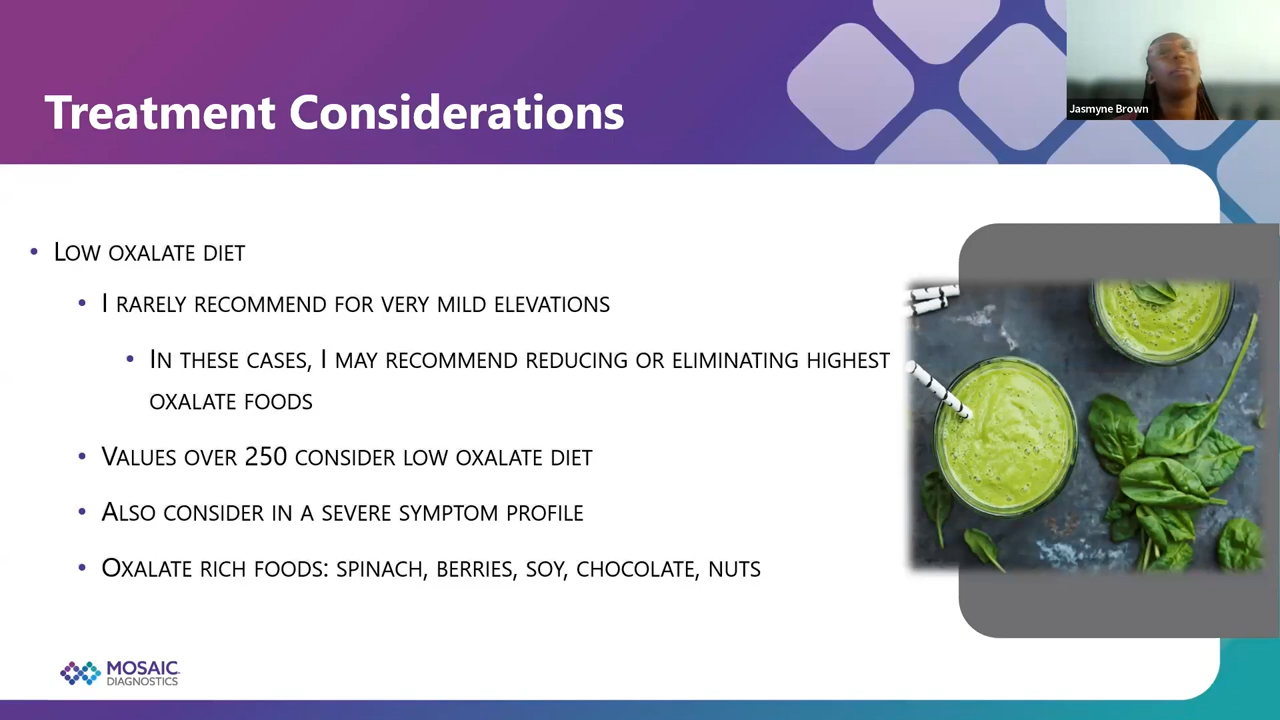 Treatment Considerations
Jasmyne Brown
• Low oxalate diet
• I rarely recommend for very mild elevations
• In these cases, I may recommend reducing or eliminating highest
oxalate foods
• Values over 250 consider low oxalate diet
• Also consider in a severe symptom profile
• Oxalate rich foods: spinach, berries, soy, chocolate, nuts
MOSAIC
DIAGNOSTICS